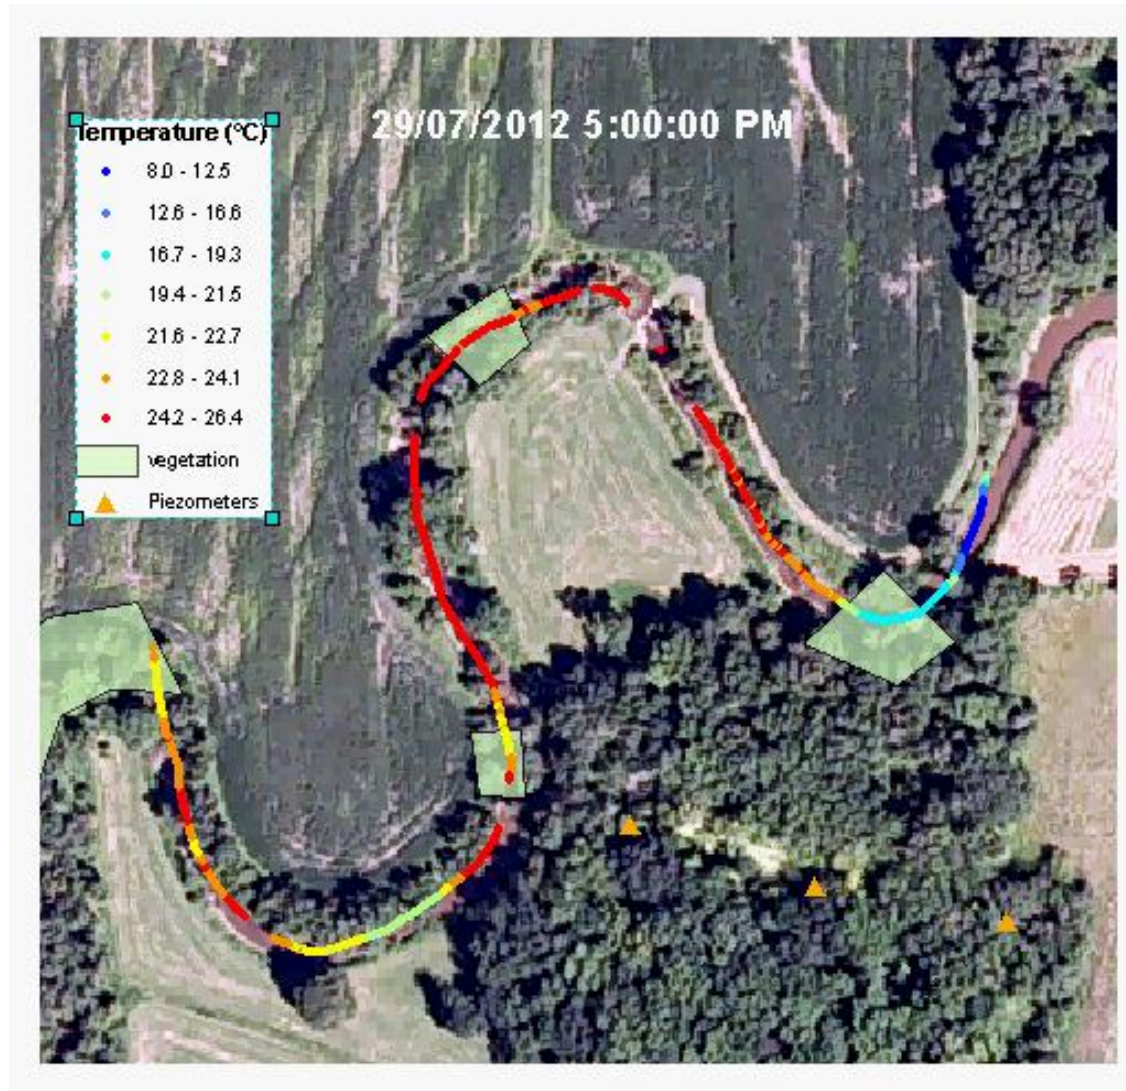 29/07/2012 5:00:00 PM
Temperature (°C)
8.0 - 12.5
12.6 - 16.6
16.7 - 19.3
19.4 - 21.5
21.6 - 22.7
22.8 - 24.1
24.2 - 26.4
vegetation
Piezometers